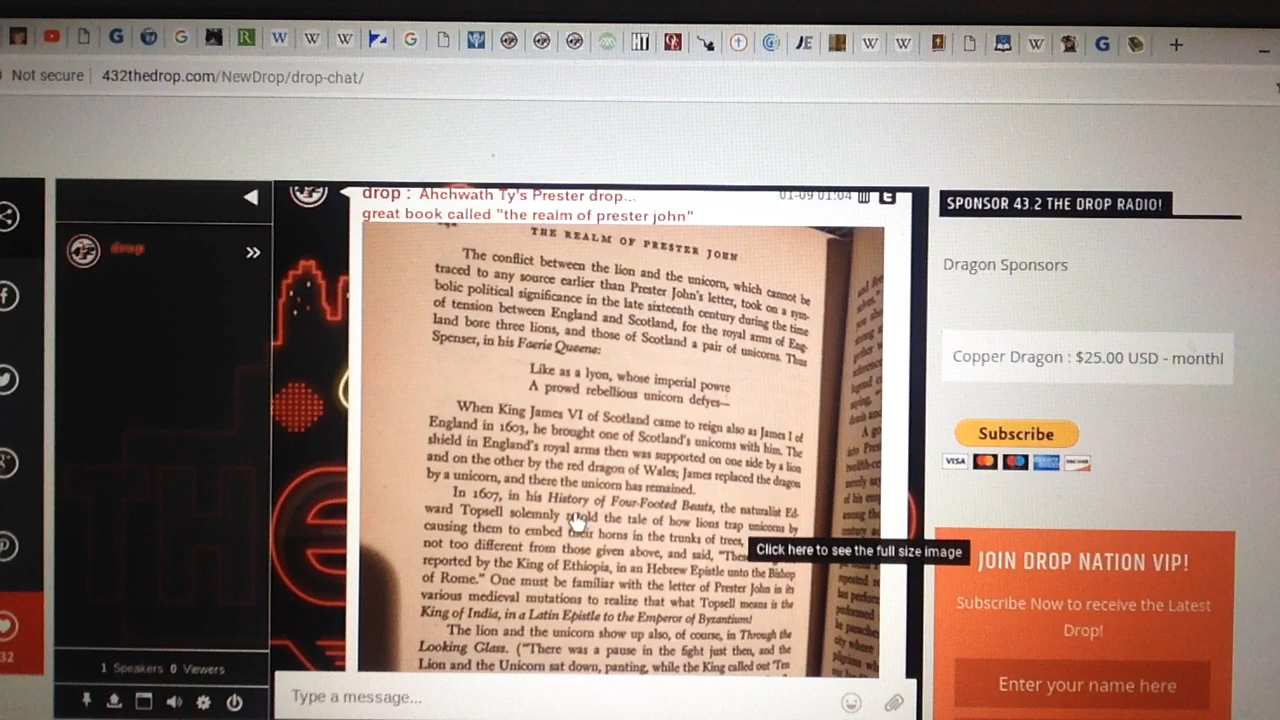 Not secure
432thedrop.com/NewDrop/drop-chat/
drop
drop : Ahchwath Ty's Prester drop...
01-09 01:04
great book called "the realm of prester john"
THE REALM OF PRESTER JOHN
The conflict between the lion and the unicorn, which cannot be
traced to any source earlier than Prester John's letter, took on a sym-
bolic political significance in the late sixteenth century during the time
of tension between England and Scotland, for the royal arms of Eng-
land bore three lions, and those of Scotland a pair of unicorns. Thus
Spenser, in his Faerie Queene:
Like as a lyon, whose imperial powre
A prowd rebellious unicorn defyes—
When King James VI of Scotland came to reign also as James I of
England in 1603, he brought one of Scotland's unicorns with him. The
shield in England's royal arms then was supported on one side by a lion
and on the other by the red dragon of Wales; James replaced the dragon
by a unicorn, and there the unicorn has remained.
In 1607, in his History of Four-Footed Beasts, the naturalist Ed-
ward Topsell solemnly the tale of how lions trap unicorns by
causing them to embed their horns in the trunks of trees,
not too different from those given above, and said,
reported by the King of Ethiopia, in an Hebrew Epistle unto the Bishop
of Rome." One must be familiar with the letter of Prester John in its
various medieval mutations to realize that what Topsell means is the
King of India, in a Latin Epistle to the Emperor of Byzantium!
The lion and the unicorn show up also, of course, in Through the
Looking Glass. ("There was a pause in the fight just then, and the
Lion and the Unicorn sat down, panting, while the King called out 'Ten
Click here to see the full size image
1 Speakers 0 Viewers
Type a message...
SPONSOR 43.2 THE DROP RADIO!
Dragon Sponsors
Copper Dragon : $25.00 USD - monthl
Subscribe
VISA
JOIN DROP NATION VIP!
Subscribe Now to receive the Latest
Drop!
Enter your name here
32